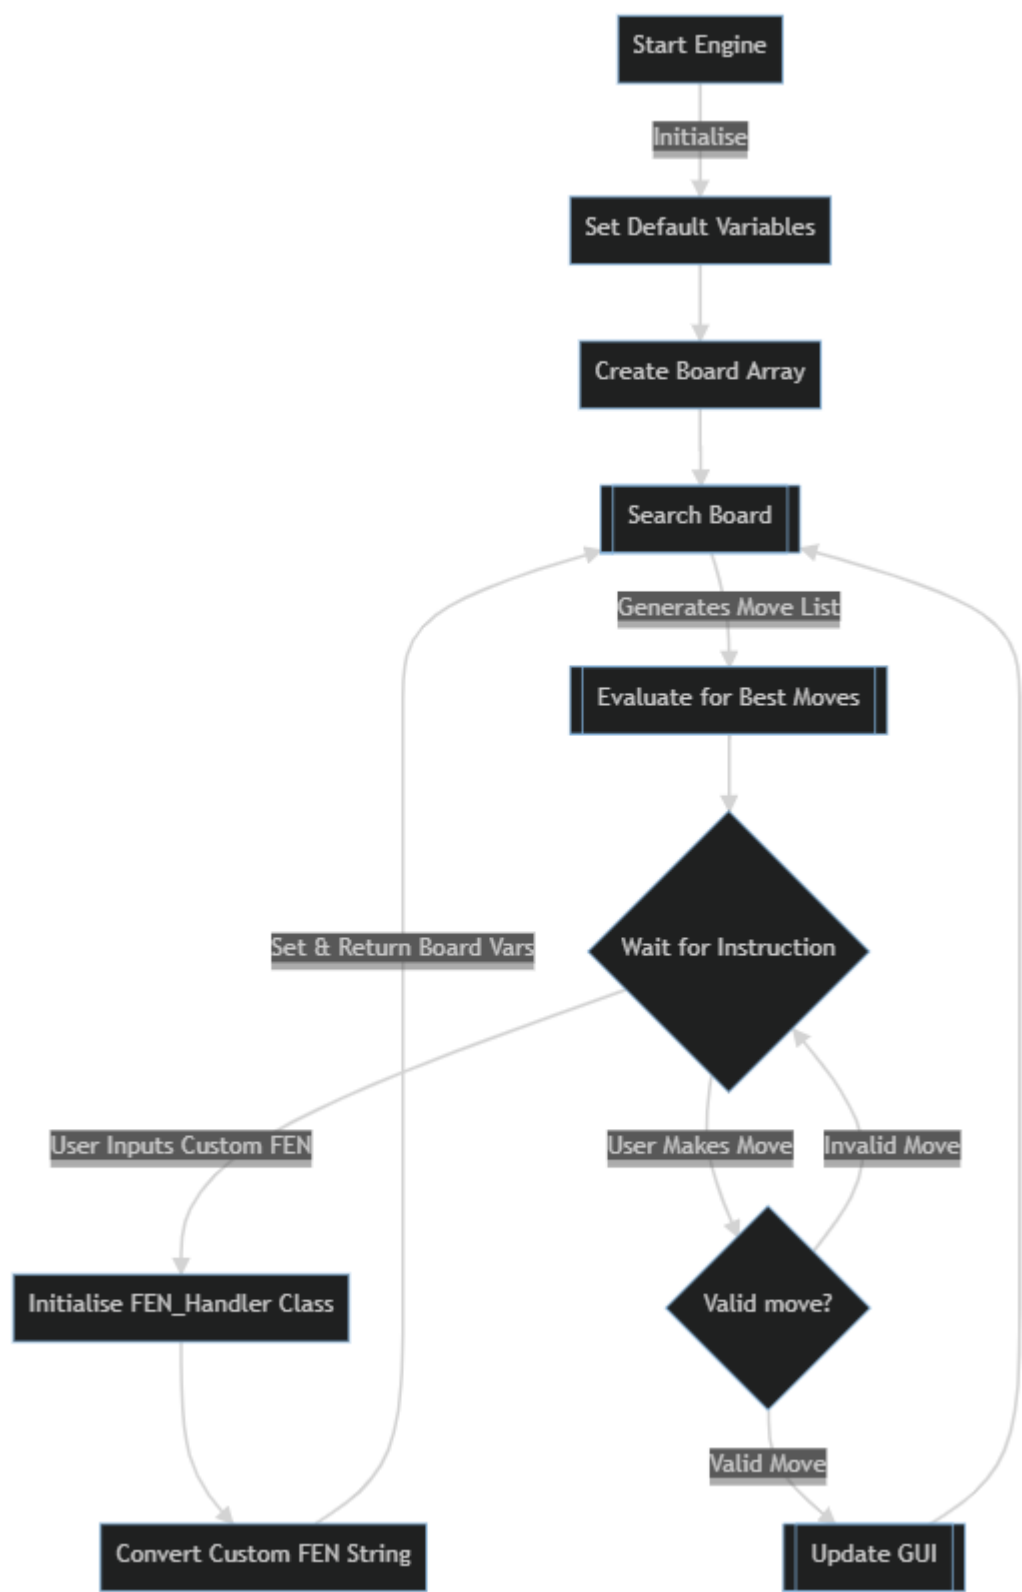 Start Engine
Initialise
Set Default Variables
Create Board Array
Search Board
Generates Move List
Evaluate for Best Moves
Set & Return Board Vars
Wait for Instruction
User Inputs Custom FEN
User Makes Move
Invalid Move
Initialise FEN_Handler Class
Valid move?
Valid Move
Convert Custom FEN String
Update GUI